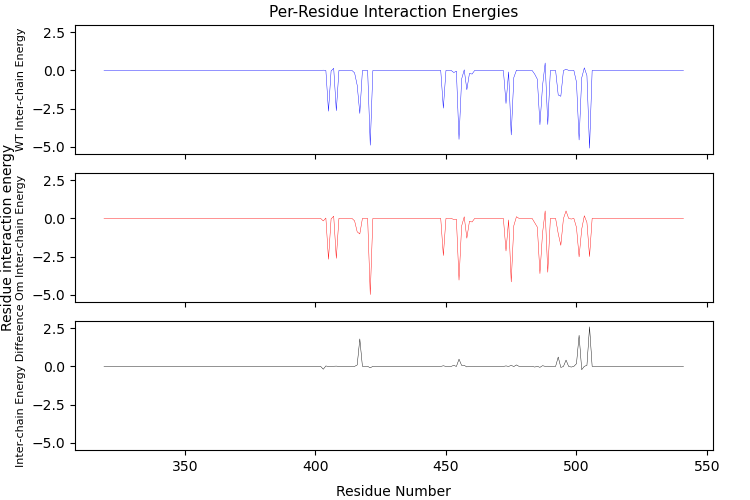 Per-Residue Interaction Energies
Residue interaction energy
WT Inter-chain Energy
2.5
0.0
−2.5
−5.0
Om Inter-chain Energy
2.5
0.0
−2.5
−5.0
Inter-chain Energy Difference
2.5
0.0
−2.5
−5.0
350
400
450
500
550
Residue Number